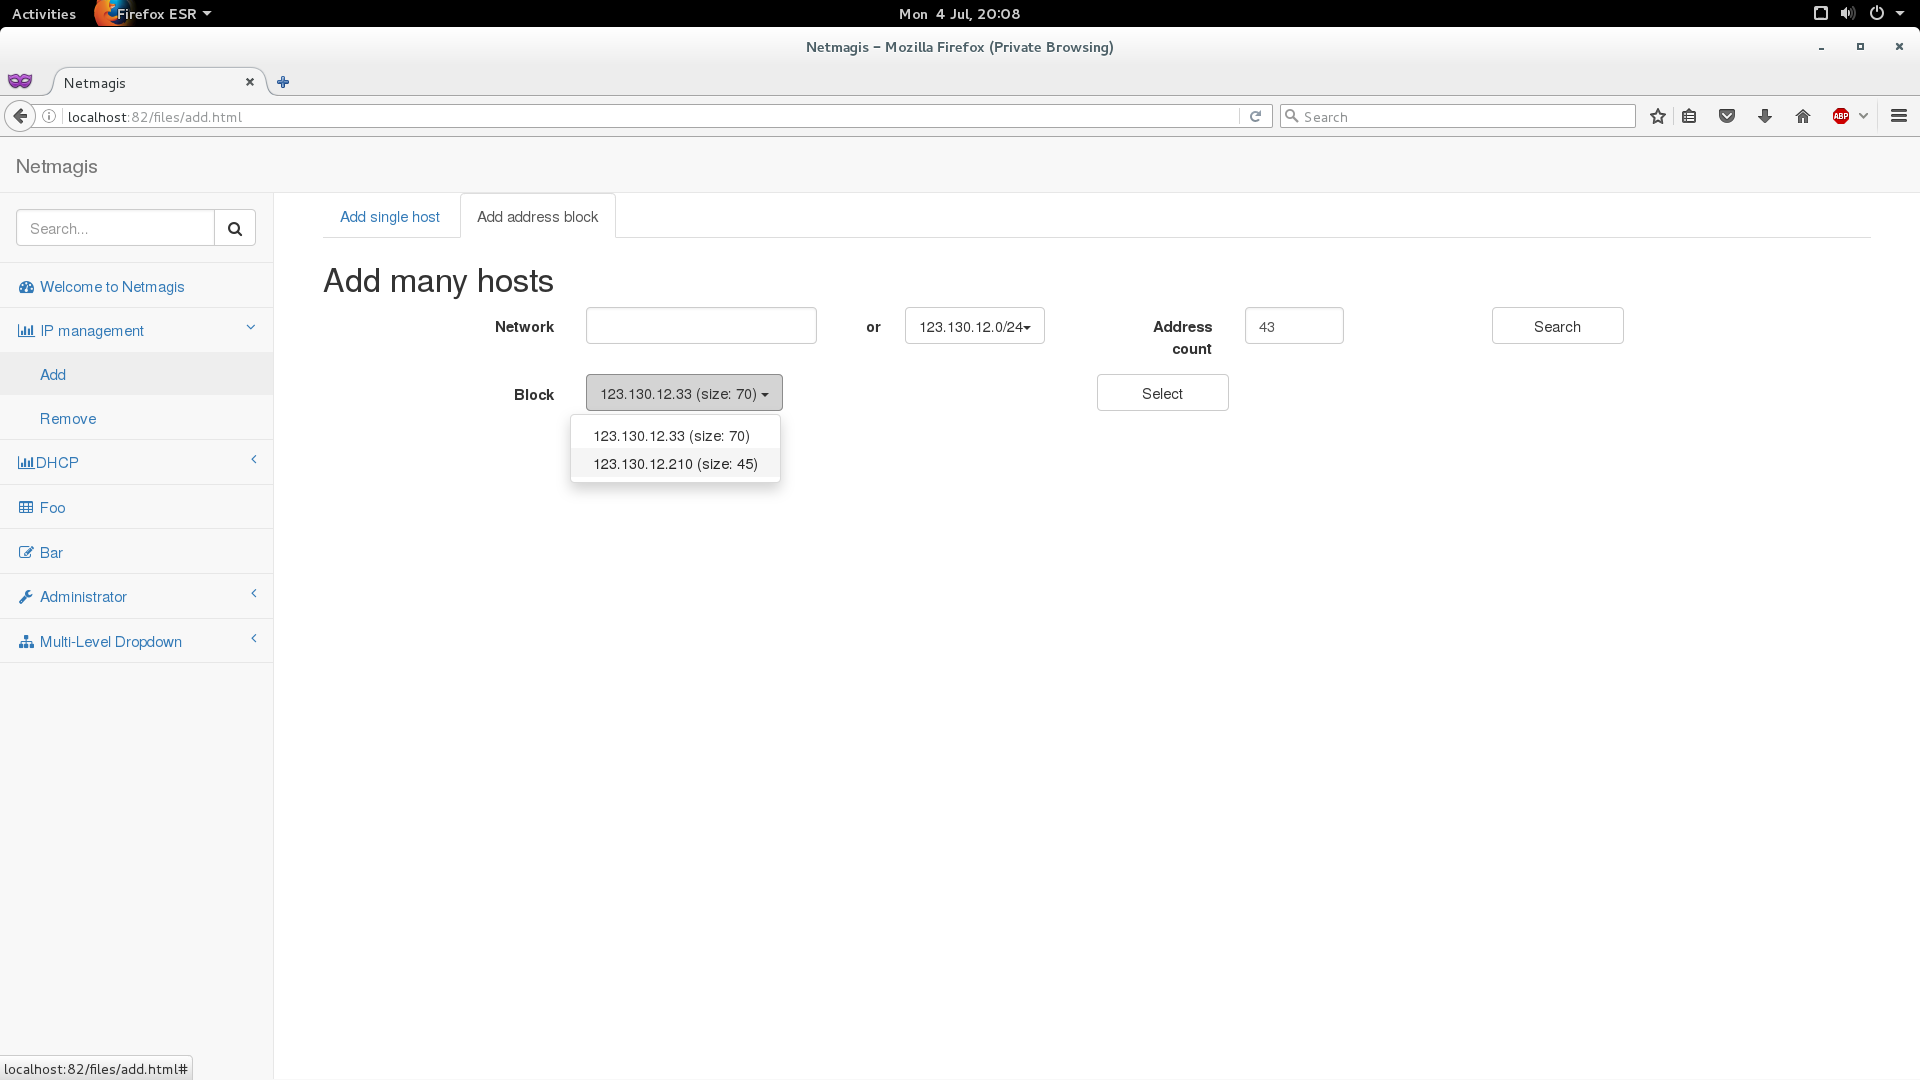 Activities Firefox ESR Mon 4 Jul, 20:08
Netmagis – Mozilla Firefox (Private Browsing)
Netmagis
localhost:82/files/add.html Search ABP
Netmagis
Add single host Add address block
Search...
Add many hosts
Welcome to Netmagis
Network or 123.130.12.0/24 Address count 43 Search
IP management
Add
Block 123.130.12.33 (size: 70) Select
Remove
123.130.12.33 (size: 70)
123.130.12.210 (size: 45)
DHCP
Foo
Bar
Administrator
Multi-Level Dropdown
localhost:82/files/add.html#